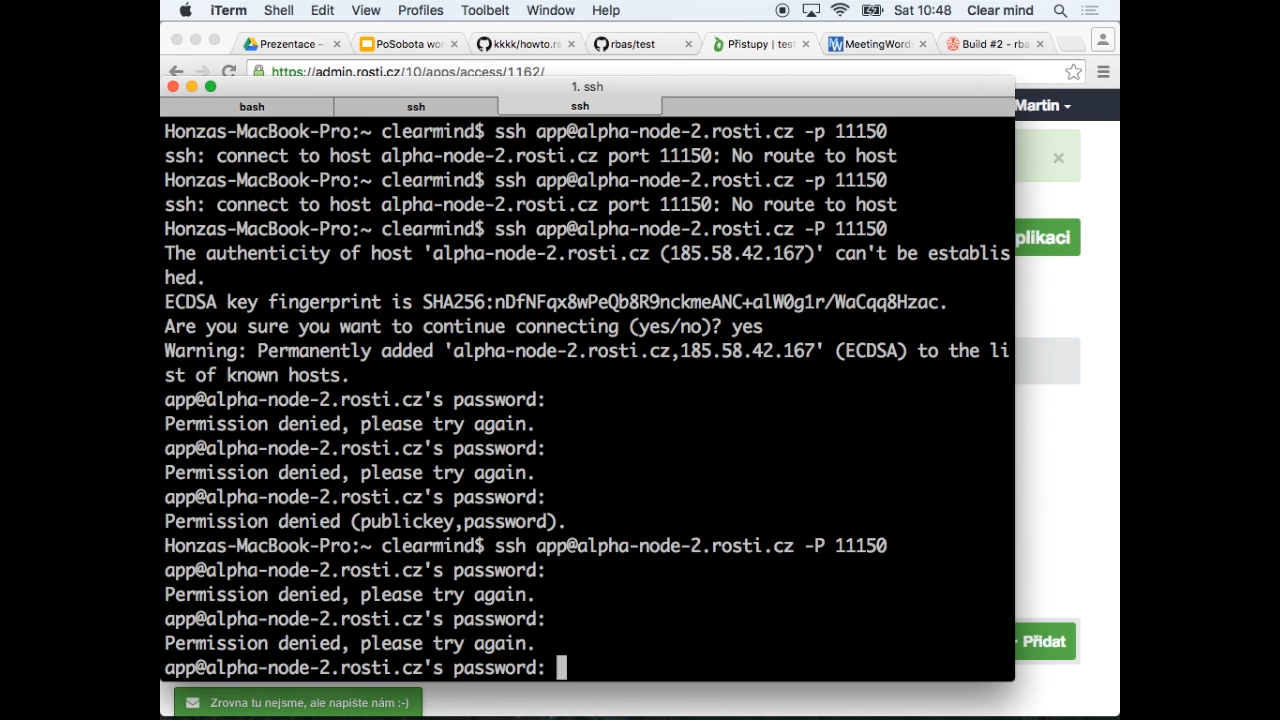 iTerm Shell Edit View Profiles Toolbelt Window Help Sat 10:48 Clear mind
Prezentace – PoSobota wor kkkk/howto.rs rbas/test Přístupy | test MeetingWords Build #2 - rba
https://admin.rosti.cz/10/apps/access/1162/
1. ssh
bash ssh ssh
Martin
Honzas-MacBook-Pro:~ clearmind$ ssh app@alpha-node-2.rosti.cz -p 11150
ssh: connect to host alpha-node-2.rosti.cz port 11150: No route to host
Honzas-MacBook-Pro:~ clearmind$ ssh app@alpha-node-2.rosti.cz -p 11150
ssh: connect to host alpha-node-2.rosti.cz port 11150: No route to host
Honzas-MacBook-Pro:~ clearmind$ ssh app@alpha-node-2.rosti.cz -P 11150
plikaci
The authenticity of host 'alpha-node-2.rosti.cz (185.58.42.167)' can't be establis
hed.
ECDSA key fingerprint is SHA256:nDfNFqx8wPeQb8R9nckmeANC+alW0g1r/WaCqq8Hzac.
Are you sure you want to continue connecting (yes/no)? yes
Warning: Permanently added 'alpha-node-2.rosti.cz,185.58.42.167' (ECDSA) to the li
st of known hosts.
app@alpha-node-2.rosti.cz's password:
Permission denied, please try again.
app@alpha-node-2.rosti.cz's password:
Permission denied, please try again.
app@alpha-node-2.rosti.cz's password:
Permission denied (publickey,password).
Honzas-MacBook-Pro:~ clearmind$ ssh app@alpha-node-2.rosti.cz -P 11150
app@alpha-node-2.rosti.cz's password:
Permission denied, please try again.
app@alpha-node-2.rosti.cz's password:
Permission denied, please try again.
Přidat
app@alpha-node-2.rosti.cz's password:
Zrovna tu nejsme, ale napište nám :-)